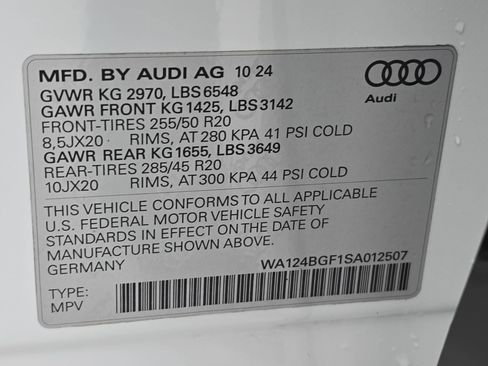 MFD. BY AUDI AG 10 24
GVWR KG 2970, LBS 6548
GAWR FRONT KG 1425, LBS 3142
FRONT-TIRES 255/50 R20
8,5JX20 RIMS, AT 280 KPA 41 PSI COLD
GAWR REAR KG 1655, LBS 3649
REAR-TIRES 285/45 R20
10JX20 RIMS, AT 300 KPA 44 PSI COLD
THIS VEHICLE CONFORMS TO ALL APPLICABLE
U.S. FEDERAL MOTOR VEHICLE SAFETY
STANDARDS IN EFFECT ON THE DATE OF
MANUFACTURE SHOWN ABOVE.
GERMANY
WA124BGF1SA012507
TYPE:
MPV
Audi